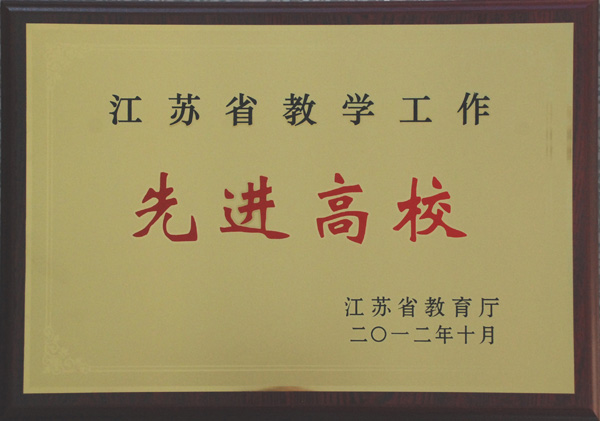 江苏省教学工作
先进高校
江苏省教育厅
二〇一二年十月